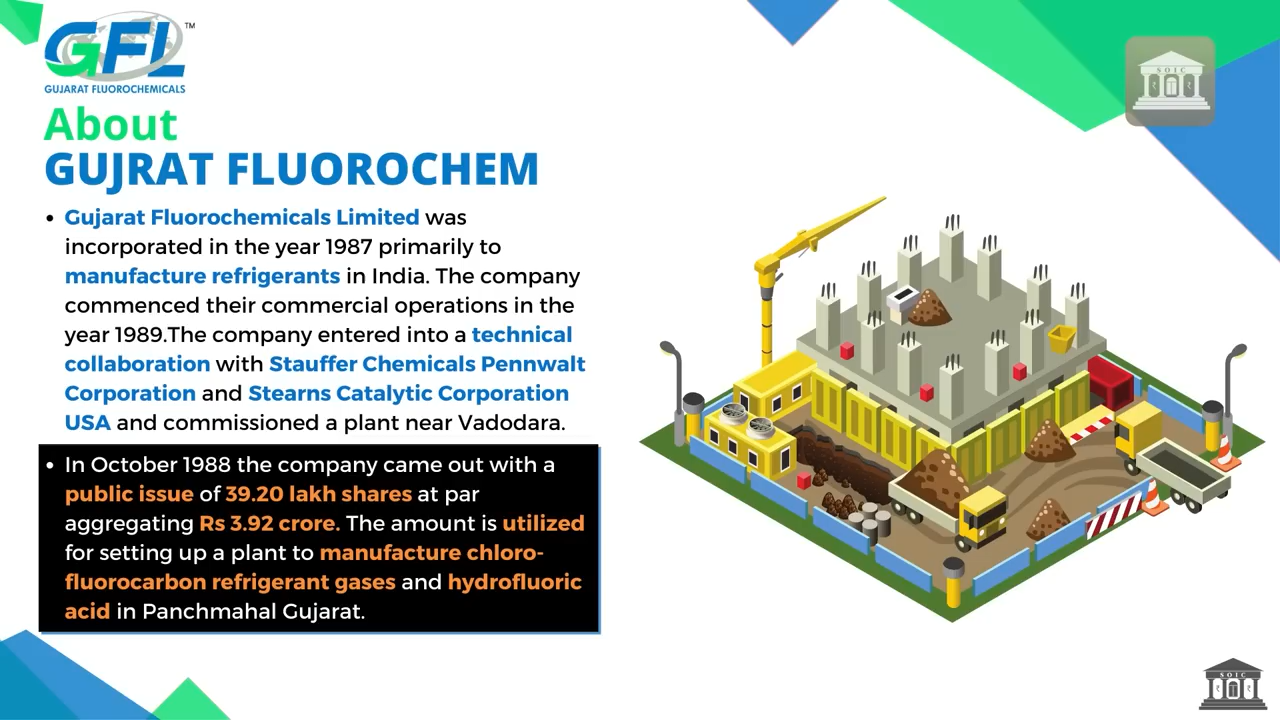 GFL™
GUJARAT FLUOROCHEMICALS
About
GUJRAT FLUOROCHEM
• Gujarat Fluorochemicals Limited was
incorporated in the year 1987 primarily to
manufacture refrigerants in India. The company
commenced their commercial operations in the
year 1989.The company entered into a technical
collaboration with Stauffer Chemicals Pennwalt
Corporation and Stearns Catalytic Corporation
USA and commissioned a plant near Vadodara.
• In October 1988 the company came out with a
public issue of 39.20 lakh shares at par
aggregating Rs 3.92 crore. The amount is utilized
for setting up a plant to manufacture chloro-
fluorocarbon refrigerant gases and hydrofluoric
acid in Panchmahal Gujarat.
SOIC
SOIC